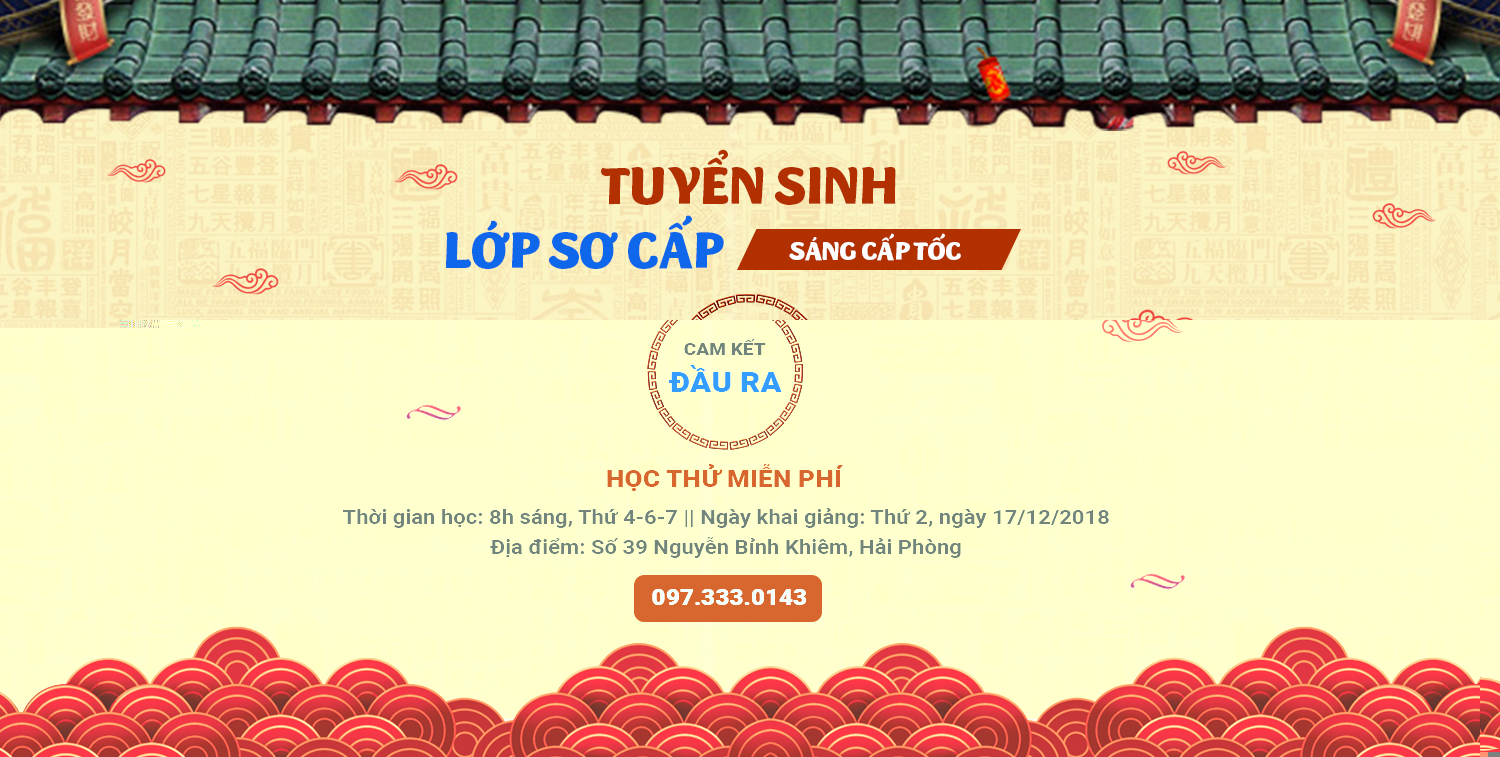 TUYỂN SINH
LỚP SƠ CẤP SÁNG CẤP TỐC
CAM KẾT
ĐẦU RA
HỌC THỬ MIỄN PHÍ
Thời gian học: 8h sáng, Thứ 4-6-7 || Ngày khai giảng: Thứ 2, ngày 17/12/2018
Địa điểm: Số 39 Nguyễn Bỉnh Khiêm, Hải Phòng
097.333.0143